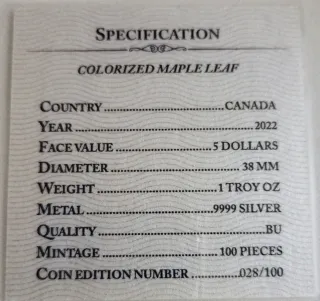 SPECIFICATION
COLORIZED MAPLE LEAF
COUNTRY..............................CANADA
YEAR.............................................2022
FACE VALUE........................5 DOLLARS
DIAMETER.................................38 MM
WEIGHT..............................1 TROY OZ
METAL................................9999 SILVER
QUALITY.........................................BU
MINTAGE...........................100 PIECES
COIN EDITION NUMBER............028/100